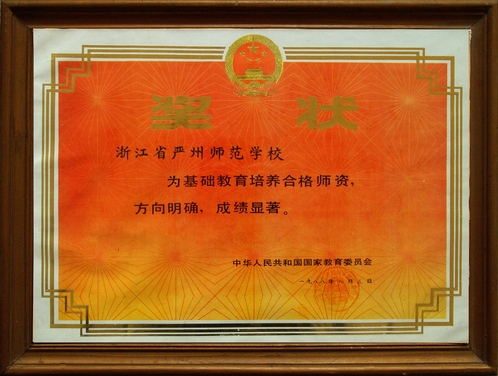 奖状
浙江省严州师范学校
为基础教育培养合格师资，
方向明确，成绩显著。
中华人民共和国国家教育委员会